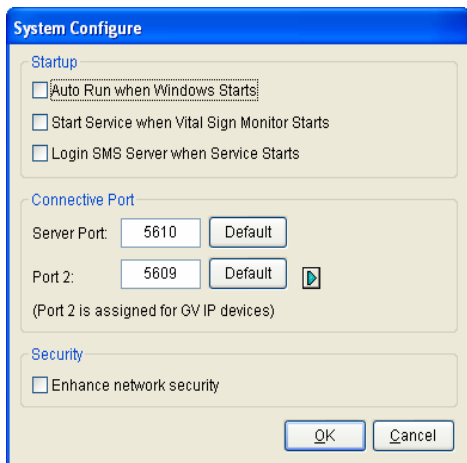 System Configure
Startup
Auto Run when Windows Starts
Start Service when Vital Sign Monitor Starts
Login SMS Server when Service Starts
Connective Port
Server Port: 5610 Default
Port 2: 5609 Default
(Port 2 is assigned for GV IP devices)
Security
Enhance network security
OK Cancel